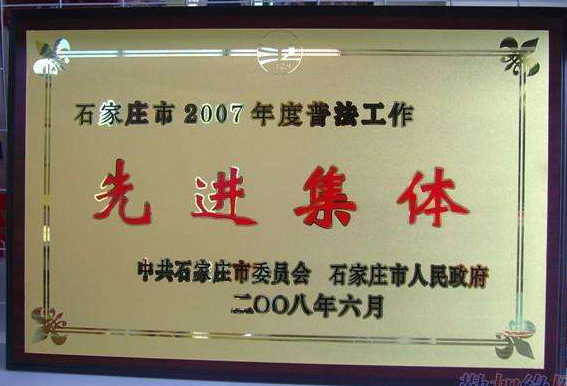 石家庄市2007年度普法工作
先进集体
中共石家庄市委员会 石家庄市人民政府
二〇〇八年六月